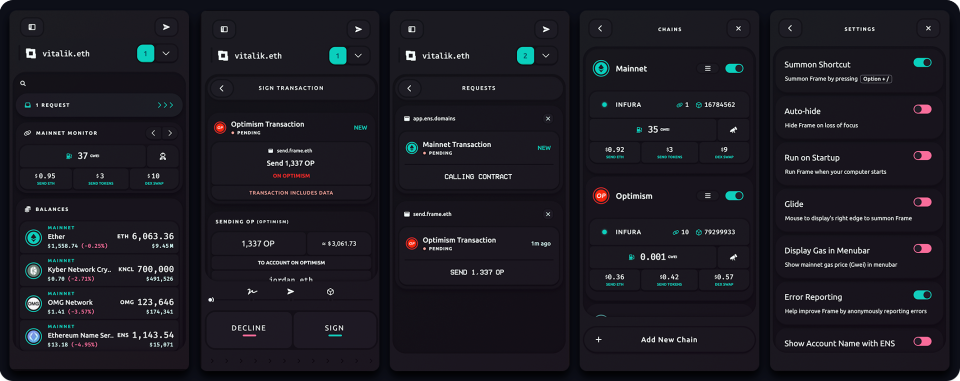 vitalik.eth
1
1 REQUEST
MAINNET MONITOR
37 GWEI
$0.95 $3 $10
SEND ETH SEND TOKENS DEX SWAP
BALANCES
MAINNET
Ether ETH 6,063.36
$1,558.74 (-0.25%) $9.45M
MAINNET
Kyber Network Cry.. KNCL 700,000
$0.70 (-2.71%) $491,526
MAINNET
OMG Network OMG 123,646
OMG
$1.41 (-3.57%) $174,341
MAINNET
Ethereum Name Ser.. ENS 1,143.54
$13.18 (-4.95%) $15,071
vitalik.eth
1
SIGN TRANSACTION
OP
Optimism Transaction
PENDING
NEW
send.frame.eth
Send 1,337 OP
ON OPTIMISM
TRANSACTION INCLUDES DATA
SENDING OP (OPTIMISM)
1,337 OP ≈ $3,061.73
TO ACCOUNT ON OPTIMISM
jordan.eth
DECLINE
SIGN
vitalik.eth
2
REQUESTS
app.ens.domains
Mainnet Transaction
PENDING
NEW
CALLING CONTRACT
send.frame.eth
OP
Optimism Transaction
PENDING
1m ago
SEND 1,337 OP
CHAINS
Mainnet
INFURA 1 16784562
35 GWEI
$0.92 $3 $9
SEND ETH SEND TOKENS DEX SWAP
OP
Optimism
INFURA 10 79299933
0.001 GWEI
$0.36 $0.42 $0.57
SEND ETH SEND TOKENS DEX SWAP
+ Add New Chain
SETTINGS
Summon Shortcut
Summon Frame by pressing Option + /
Auto-hide
Hide Frame on loss of focus
Run on Startup
Run Frame when your computer starts
Glide
Mouse to display's right edge to summon Frame
Display Gas in Menubar
Show mainnet gas price (Gwei) in menubar
Error Reporting
Help improve Frame by anonymously reporting errors
Show Account Name with ENS